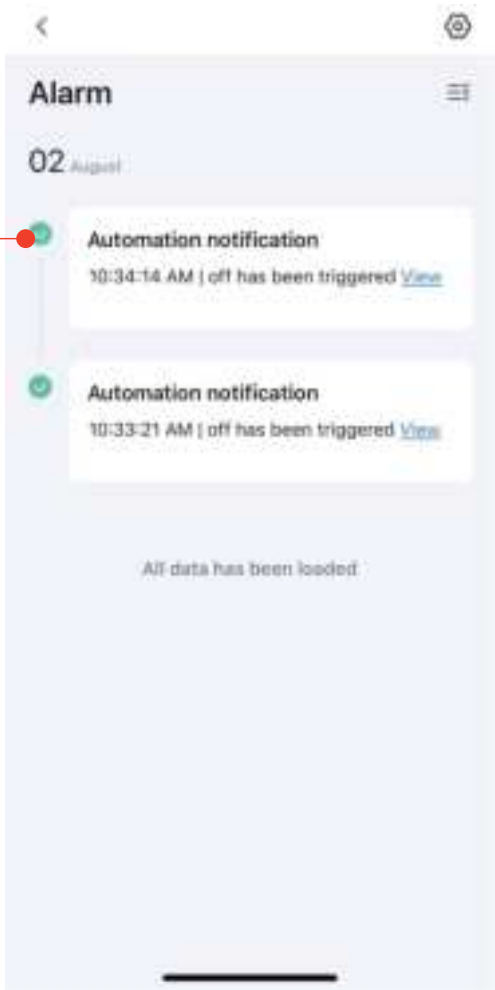 Alarm
02 August
Automation notification
10:34:14 AM | off has been triggered View
Automation notification
10:33:21 AM | off has been triggered View
All data has been loaded